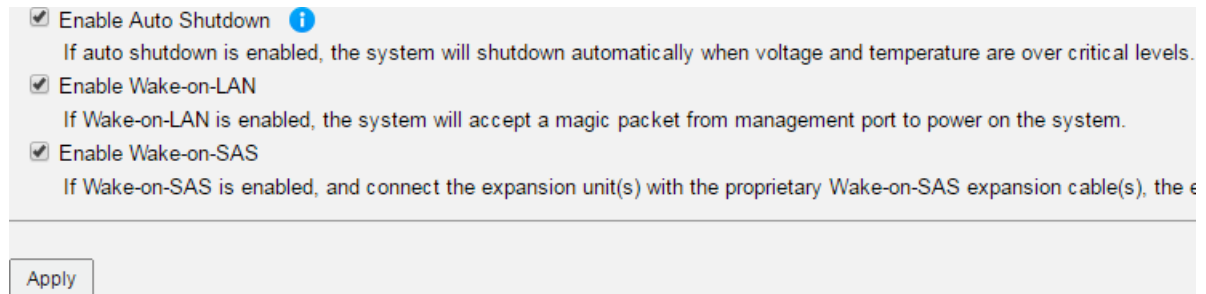 Enable Auto Shutdown
If auto shutdown is enabled, the system will shutdown automatically when voltage and temperature are over critical levels.
Enable Wake-on-LAN
If Wake-on-LAN is enabled, the system will accept a magic packet from management port to power on the system.
Enable Wake-on-SAS
If Wake-on-SAS is enabled, and connect the expansion unit(s) with the proprietary Wake-on-SAS expansion cable(s), the
Apply